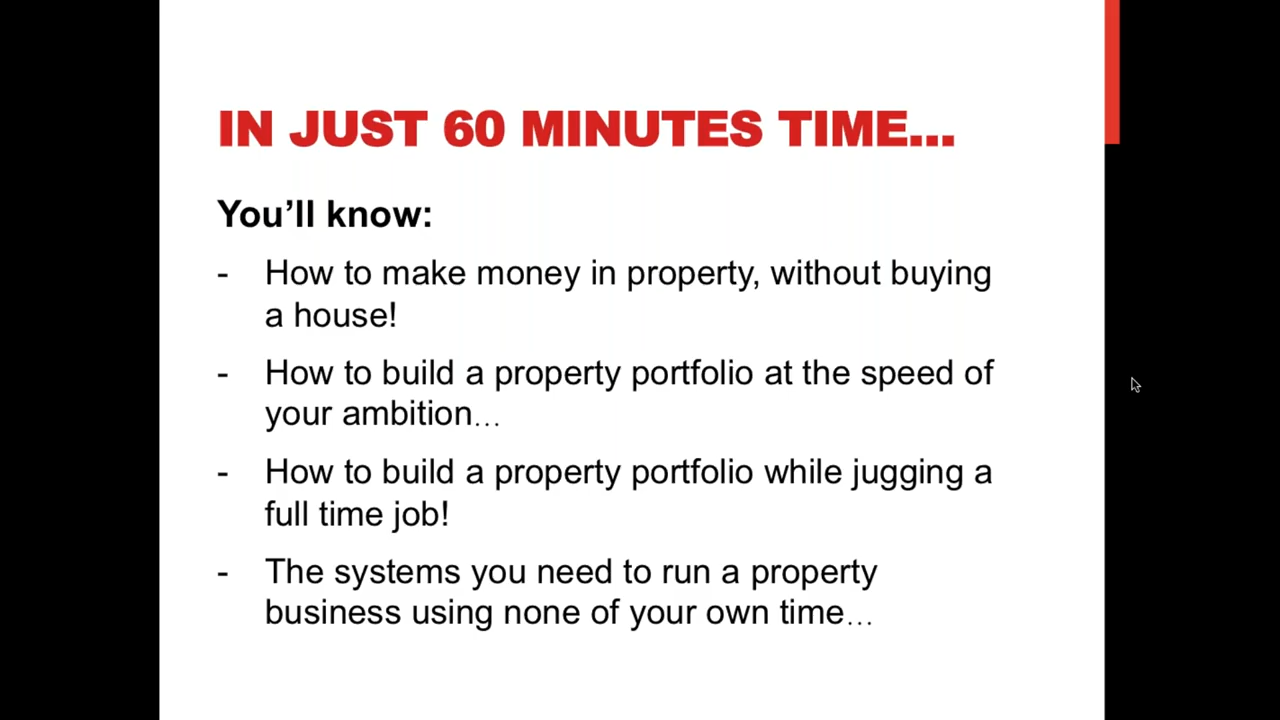 IN JUST 60 MINUTES TIME...
You’ll know:
- How to make money in property, without buying
a house!
- How to build a property portfolio at the speed of
your ambition…
- How to build a property portfolio while jugging a
full time job!
- The systems you need to run a property
business using none of your own time…